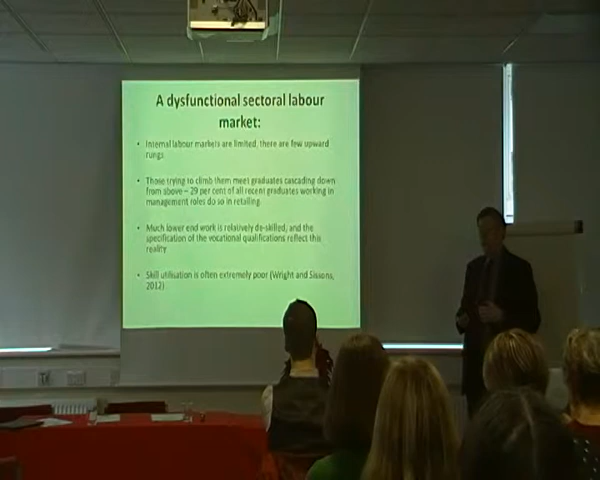 A dysfunctional sectoral labour
market:
• Internal labour markets are limited, there are few upward
rungs
• Those trying to climb them meet graduates cascading down
from above – 29 per cent of all recent graduates working in
management roles do so in retailing
• Much lower end work is relatively de-skilled, and the
specification of the vocational qualifications reflect this
reality
• Skill utilisation is often extremely poor (Wright and Sissons,
2012)